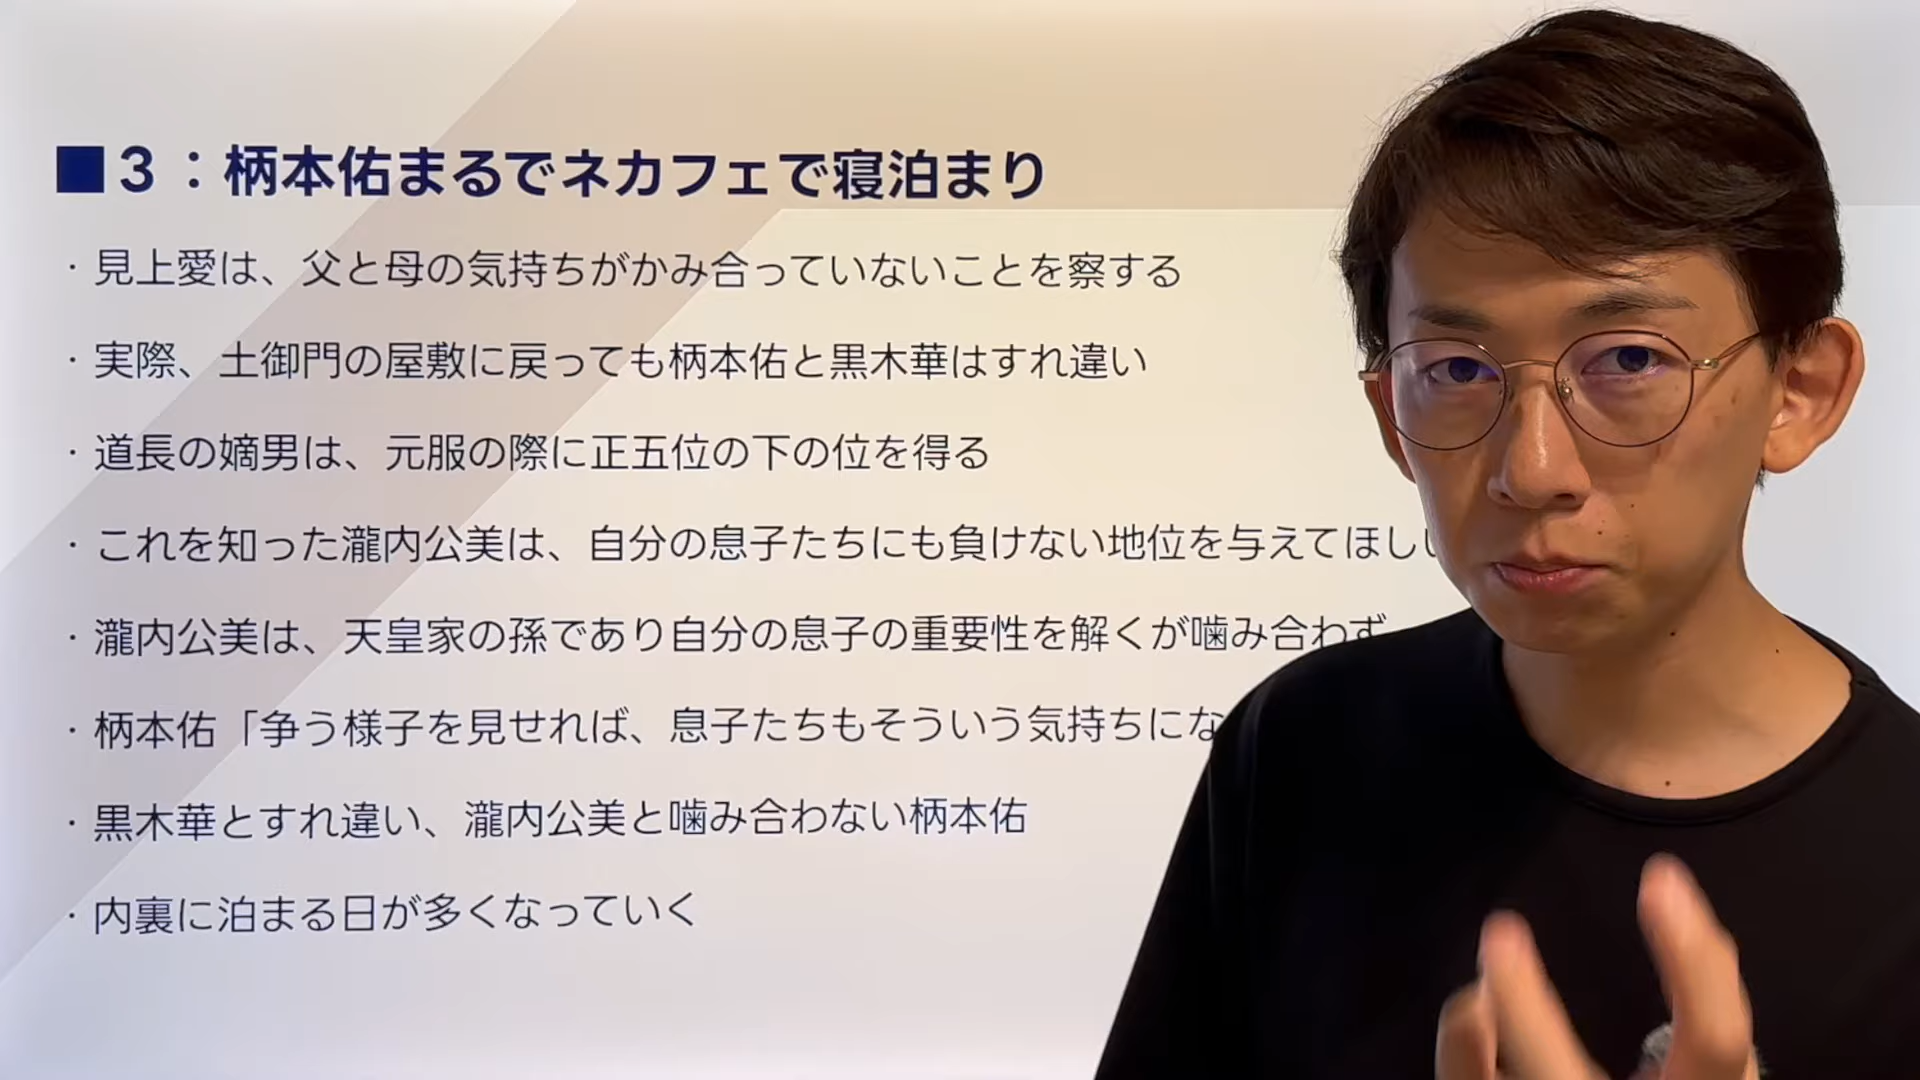 ■3：柄本佑まるでネカフェで寝泊まり
・見上愛は、父と母の気持ちがかみ合っていないことを察する
・実際、土御門の屋敷に戻っても柄本佑と黒木華はすれ違い
・道長の嫡男は、元服の際に正五位の下の位を得る
・これを知った瀧内公美は、自分の息子たちにも負けない地位を与えてほし
・瀧内公美は、天皇家の孫であり自分の息子の重要性を解くが噛み合わず
・柄本佑「争う様子を見せれば、息子たちもそういう気持ちにな
・黒木華とすれ違い、瀧内公美と噛み合わない柄本佑
・内裏に泊まる日が多くなっていく